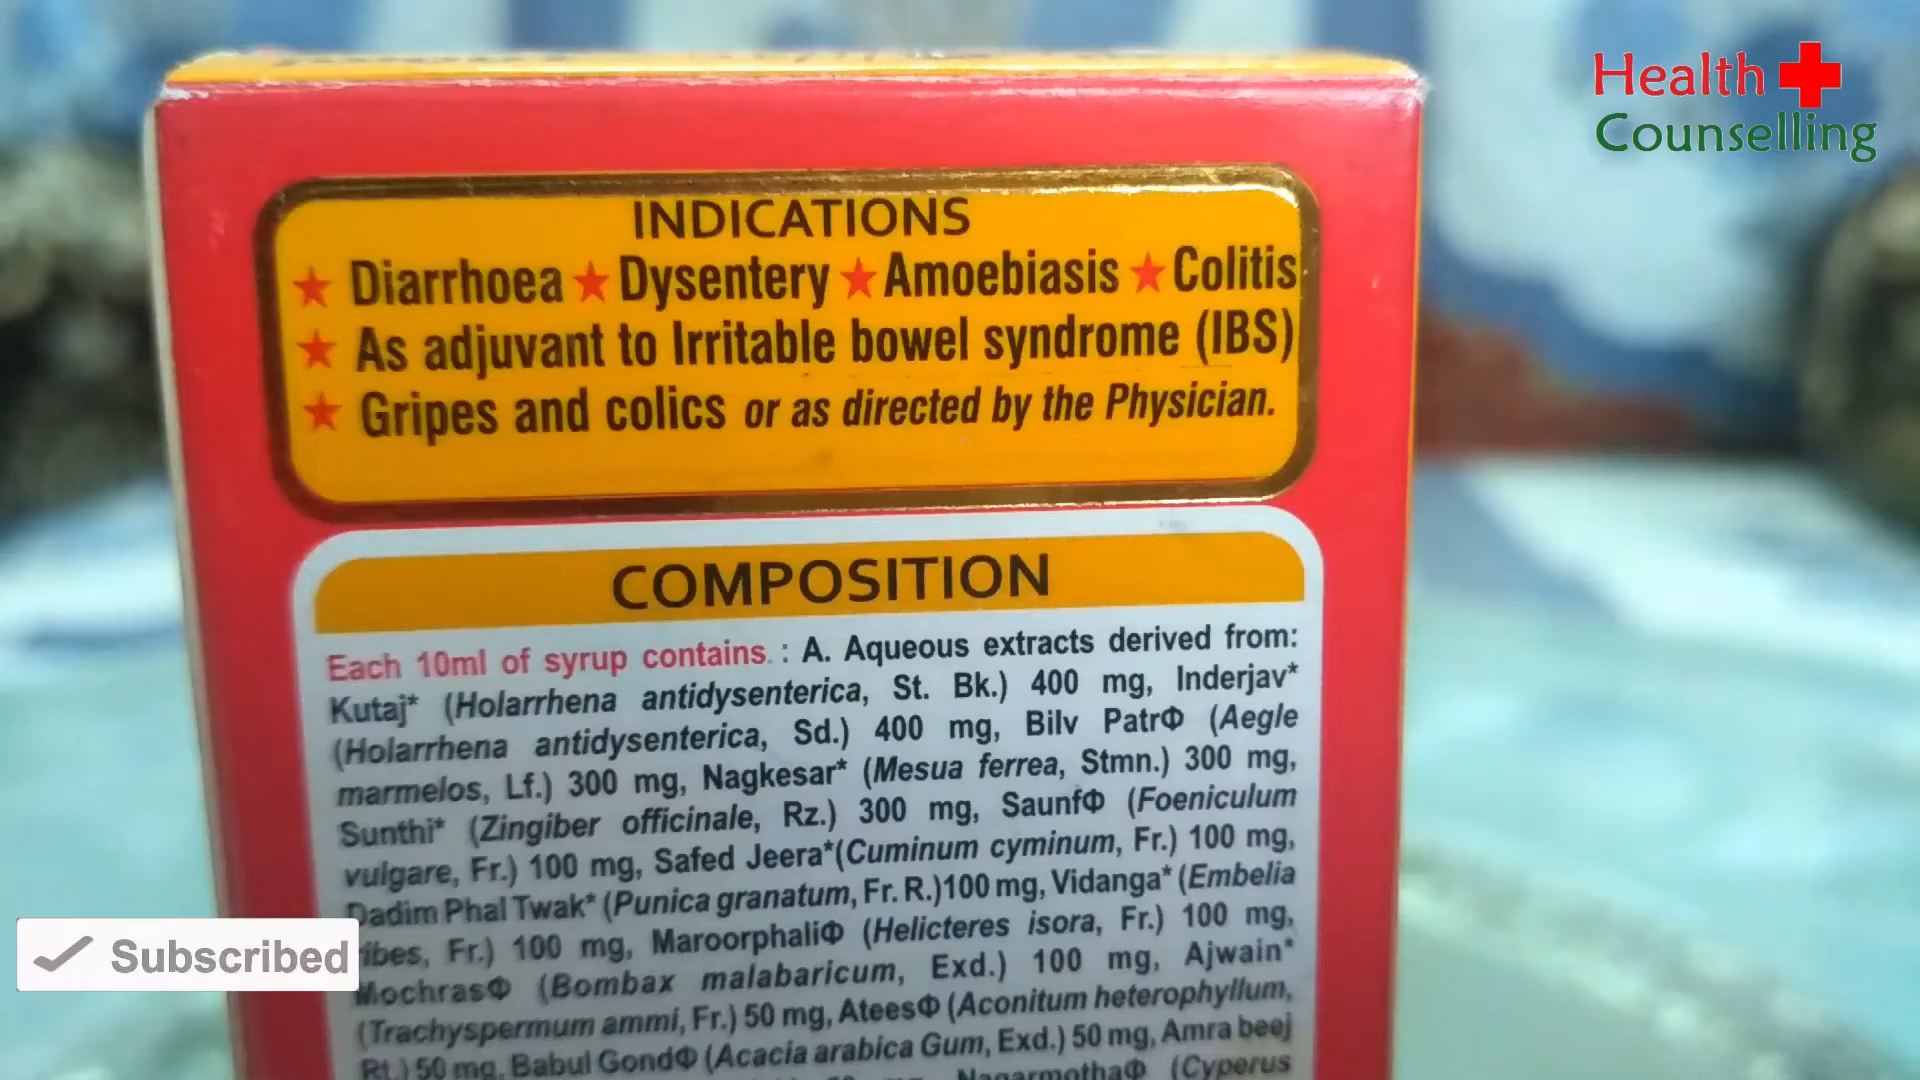 Health
Counselling
INDICATIONS
★ Diarrhoea ★ Dysentery ★ Amoebiasis ★ Colitis
★ As adjuvant to Irritable bowel syndrome (IBS)
★ Gripes and colics or as directed by the Physician.
COMPOSITION
Each 10ml of syrup contains. : A. Aqueous extracts derived from:
Kutaj* (Holarrhena antidysenterica, St. Bk.) 400 mg, Inderjav*
(Holarrhena antidysenterica, Sd.) 400 mg, Bilv PatrΦ (Aegle
marmelos, Lf.) 300 mg, Nagkesar* (Mesua ferrea, Stmn.) 300 mg,
Sunthi* (Zingiber officinale, Rz.) 300 mg, SaunfΦ (Foeniculum
vulgare, Fr.) 100 mg, Safed Jeera*(Cuminum cyminum, Fr.) 100 mg,
Dadim Phal Twak* (Punica granatum, Fr. R.)100 mg, Vidanga* (Embelia
ribes, Fr.) 100 mg, MaroorphaliΦ (Helicteres isora, Fr.) 100 mg,
MochrasΦ (Bombax malabaricum, Exd.) 100 mg, Ajwain*
(Trachyspermum ammi, Fr.) 50 mg, AteesΦ (Aconitum heterophyllum,
Rt.) 50 mg, Babul GondΦ (Acacia arabica Gum, Exd.) 50 mg, Amra beej
NagarmothaΦ (Cyperus
Subscribed